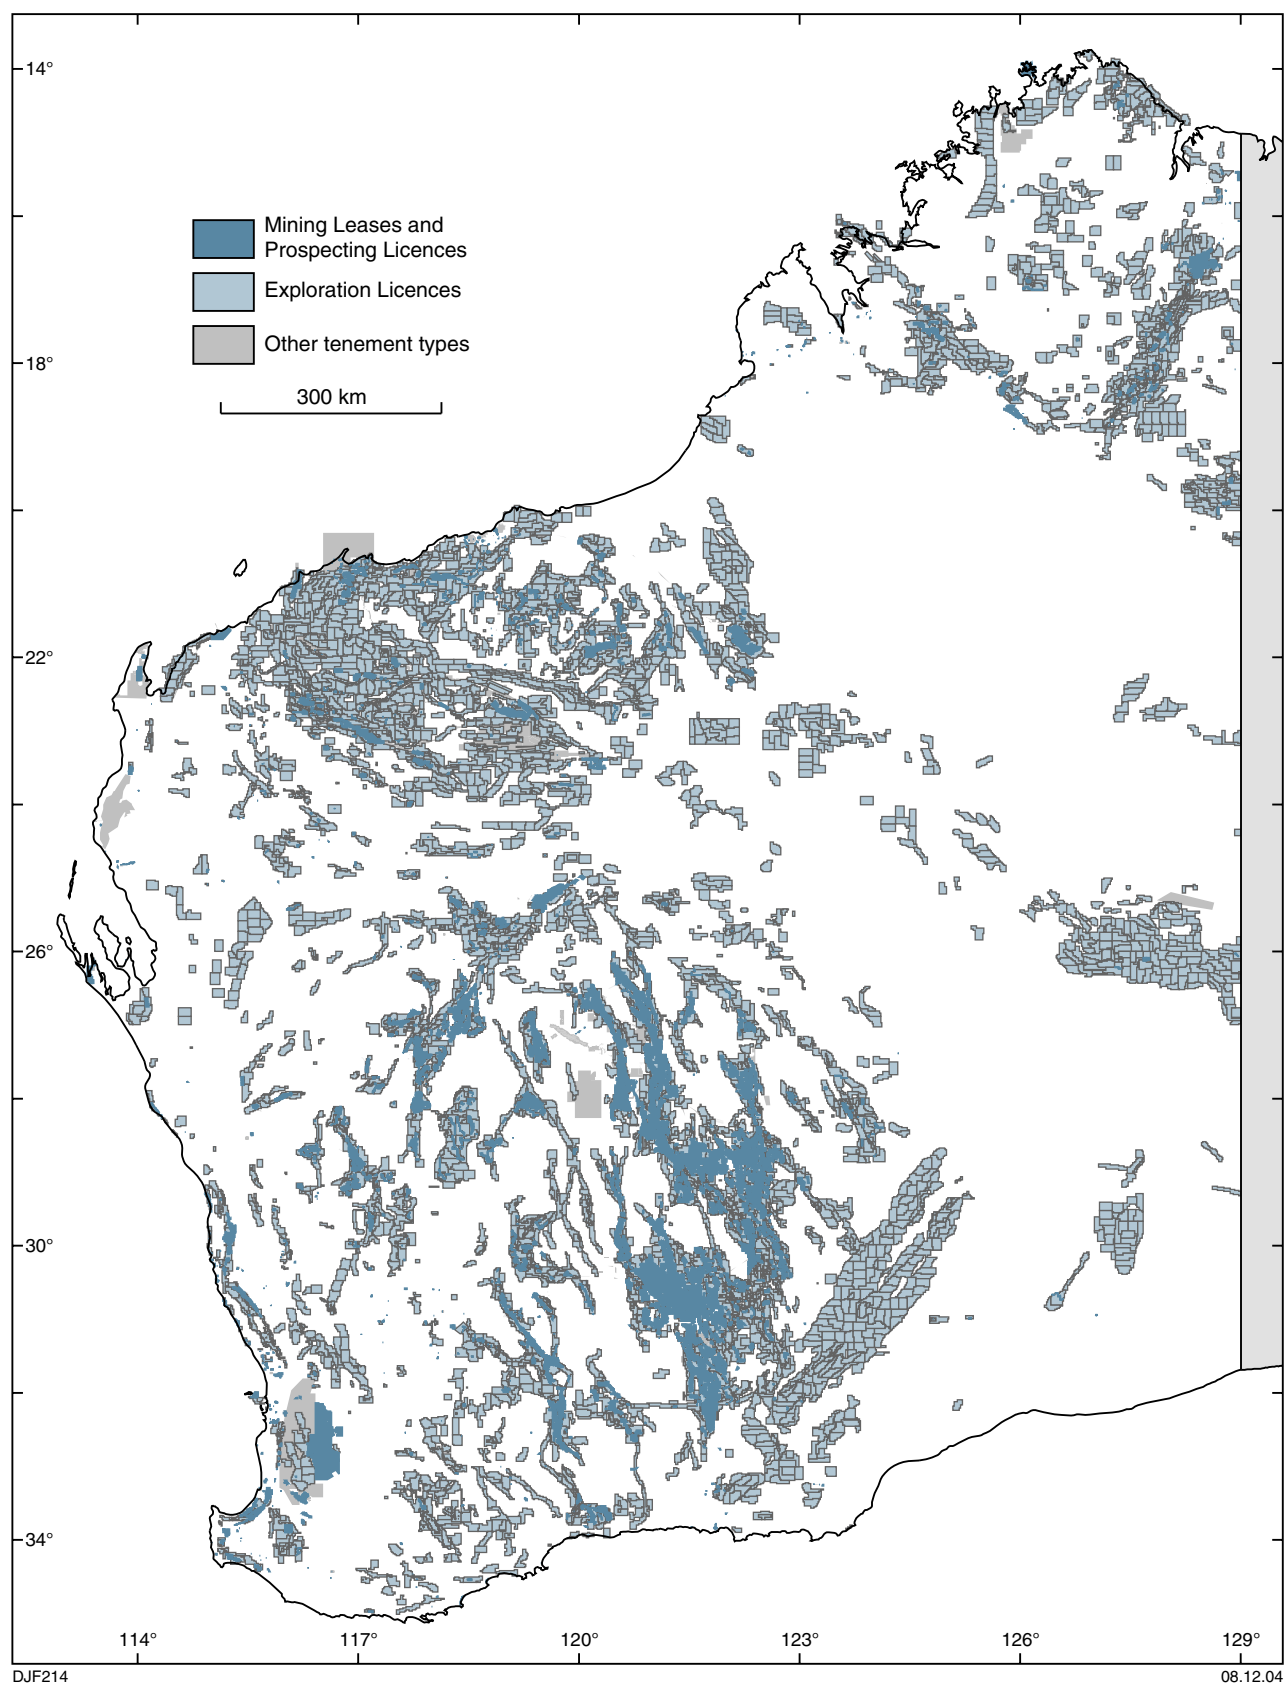 14°
Mining Leases and
Prospecting Licences
Exploration Licences
Other tenement types
18°
300 km
22°
26°
30°
34°
114° 117° 120° 123° 126° 129°
DJF214 08.12.04